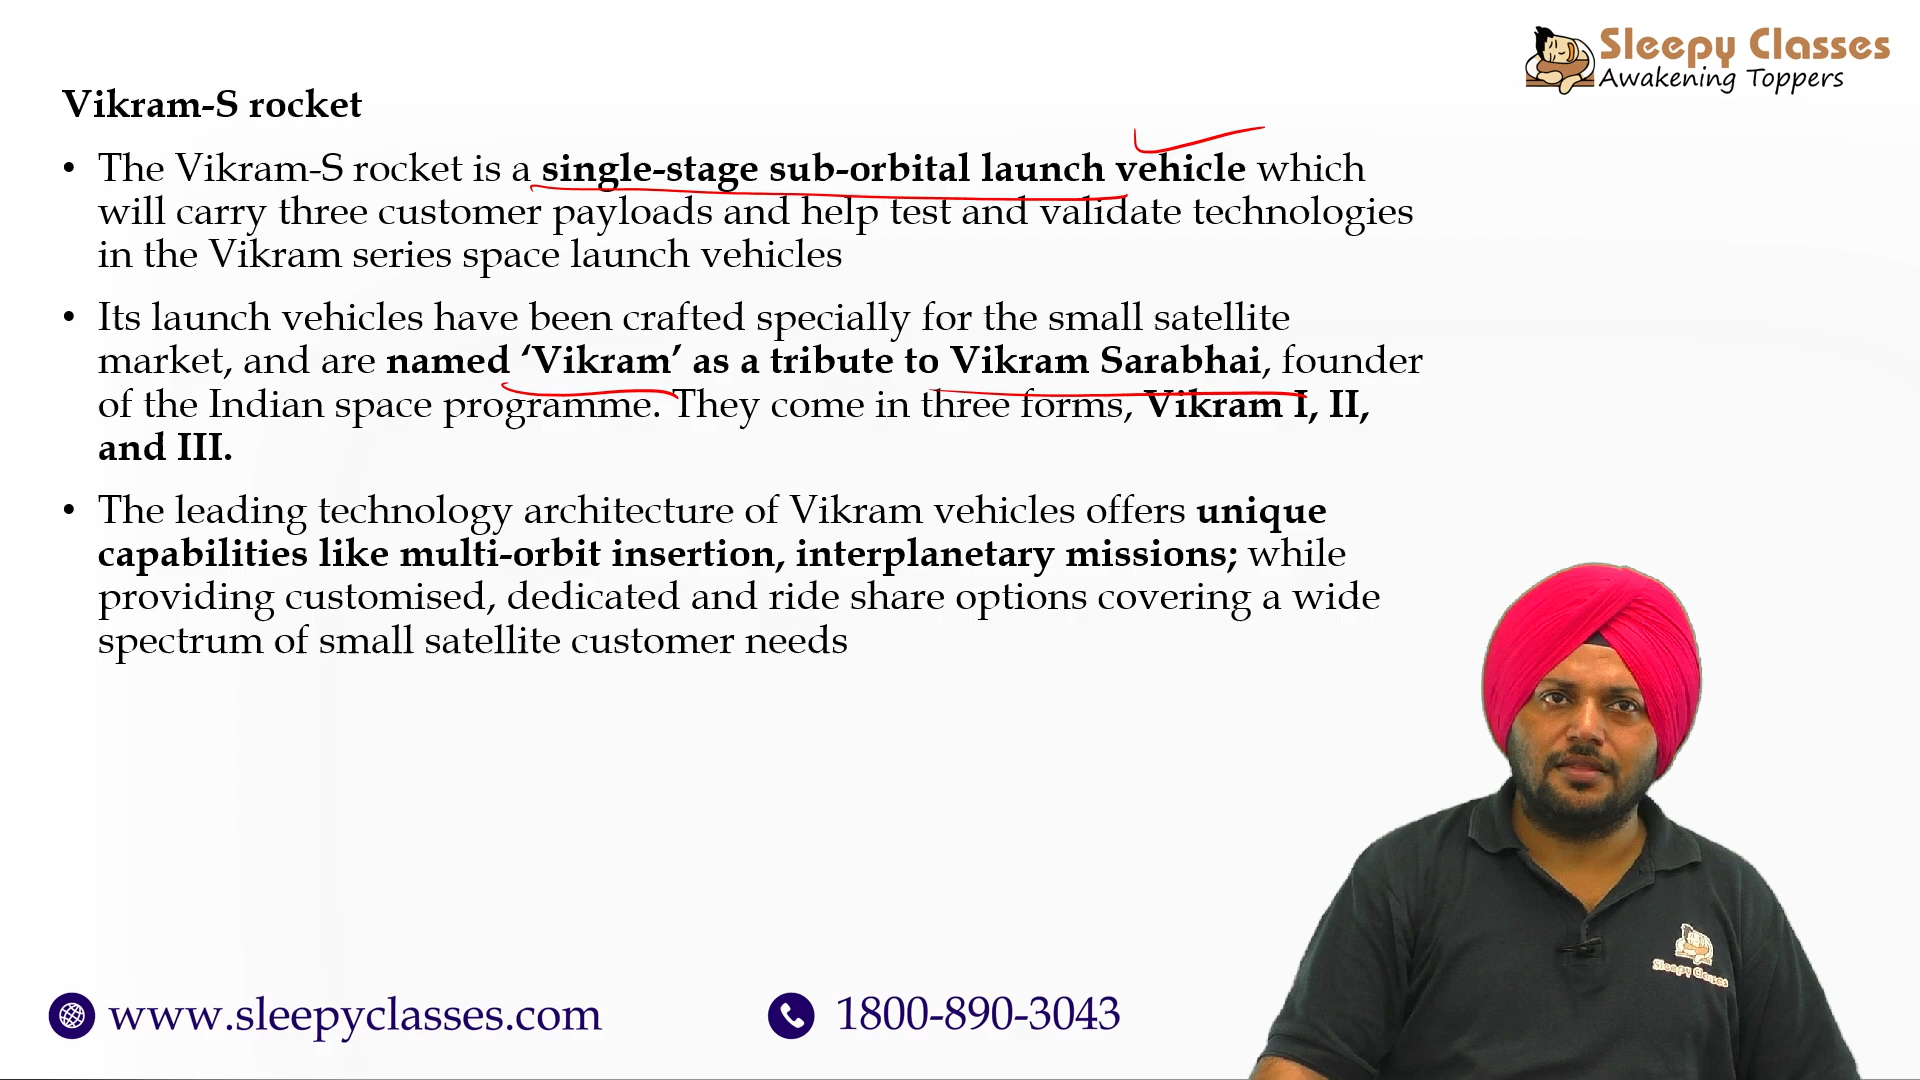 Sleepy Classes
Awakening Toppers
Vikram-S rocket
• The Vikram-S rocket is a single-stage sub-orbital launch vehicle which
will carry three customer payloads and help test and validate technologies
in the Vikram series space launch vehicles
• Its launch vehicles have been crafted specially for the small satellite
market, and are named ‘Vikram’ as a tribute to Vikram Sarabhai, founder
of the Indian space programme. They come in three forms, Vikram I, II,
and III.
• The leading technology architecture of Vikram vehicles offers unique
capabilities like multi-orbit insertion, interplanetary missions; while
providing customised, dedicated and ride share options covering a wide
spectrum of small satellite customer needs
Sleepy Classes
www.sleepyclasses.com
1800-890-3043